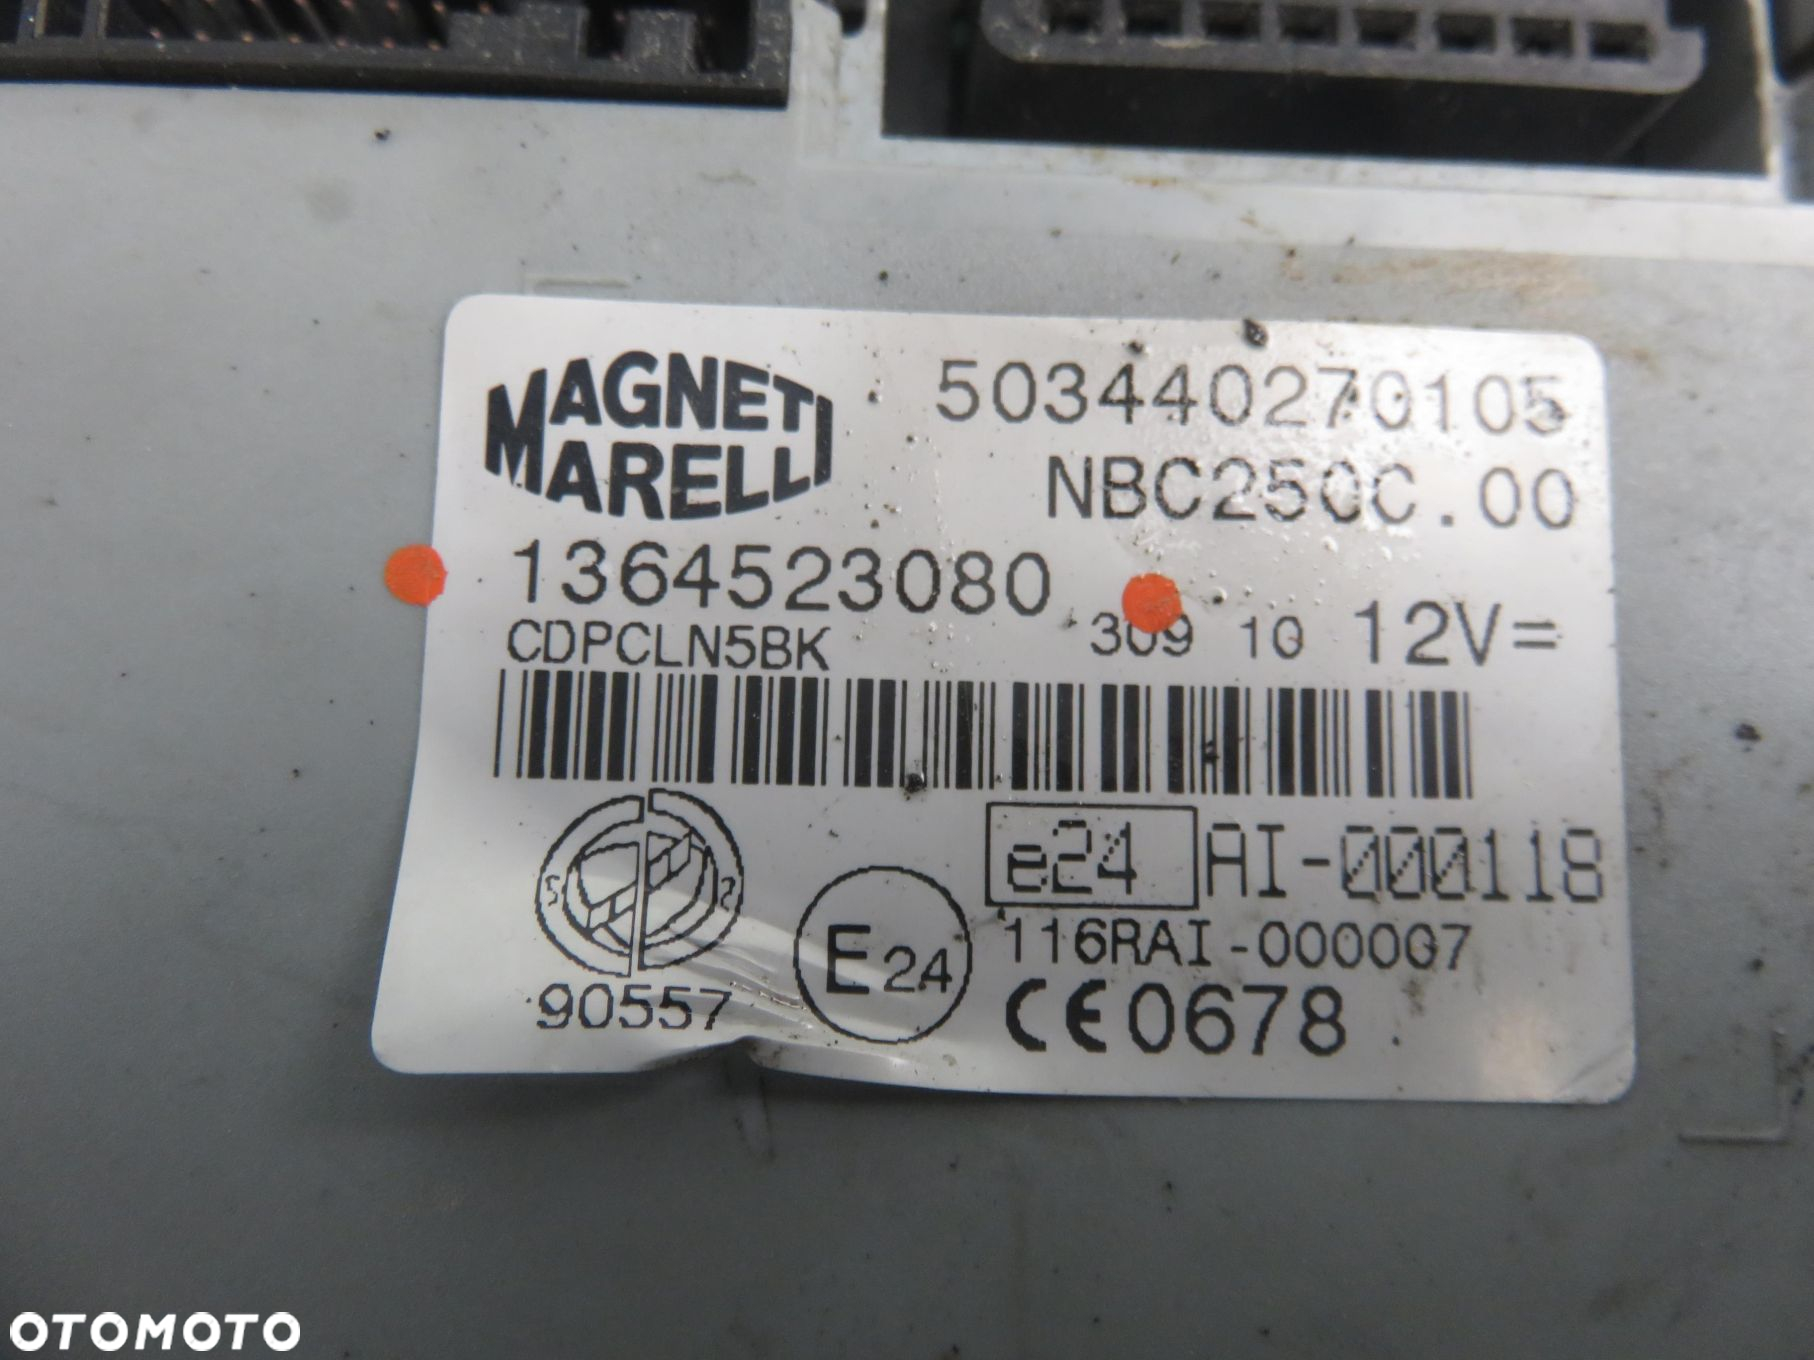 MAGNETI
MARELLI
503440270105
NBC250C.00
1364523080
CDPCLN5BK
309 10 12V=
e24 AI-000118
E24
116RAI-000007
90557
CE0678
OTOMOTO